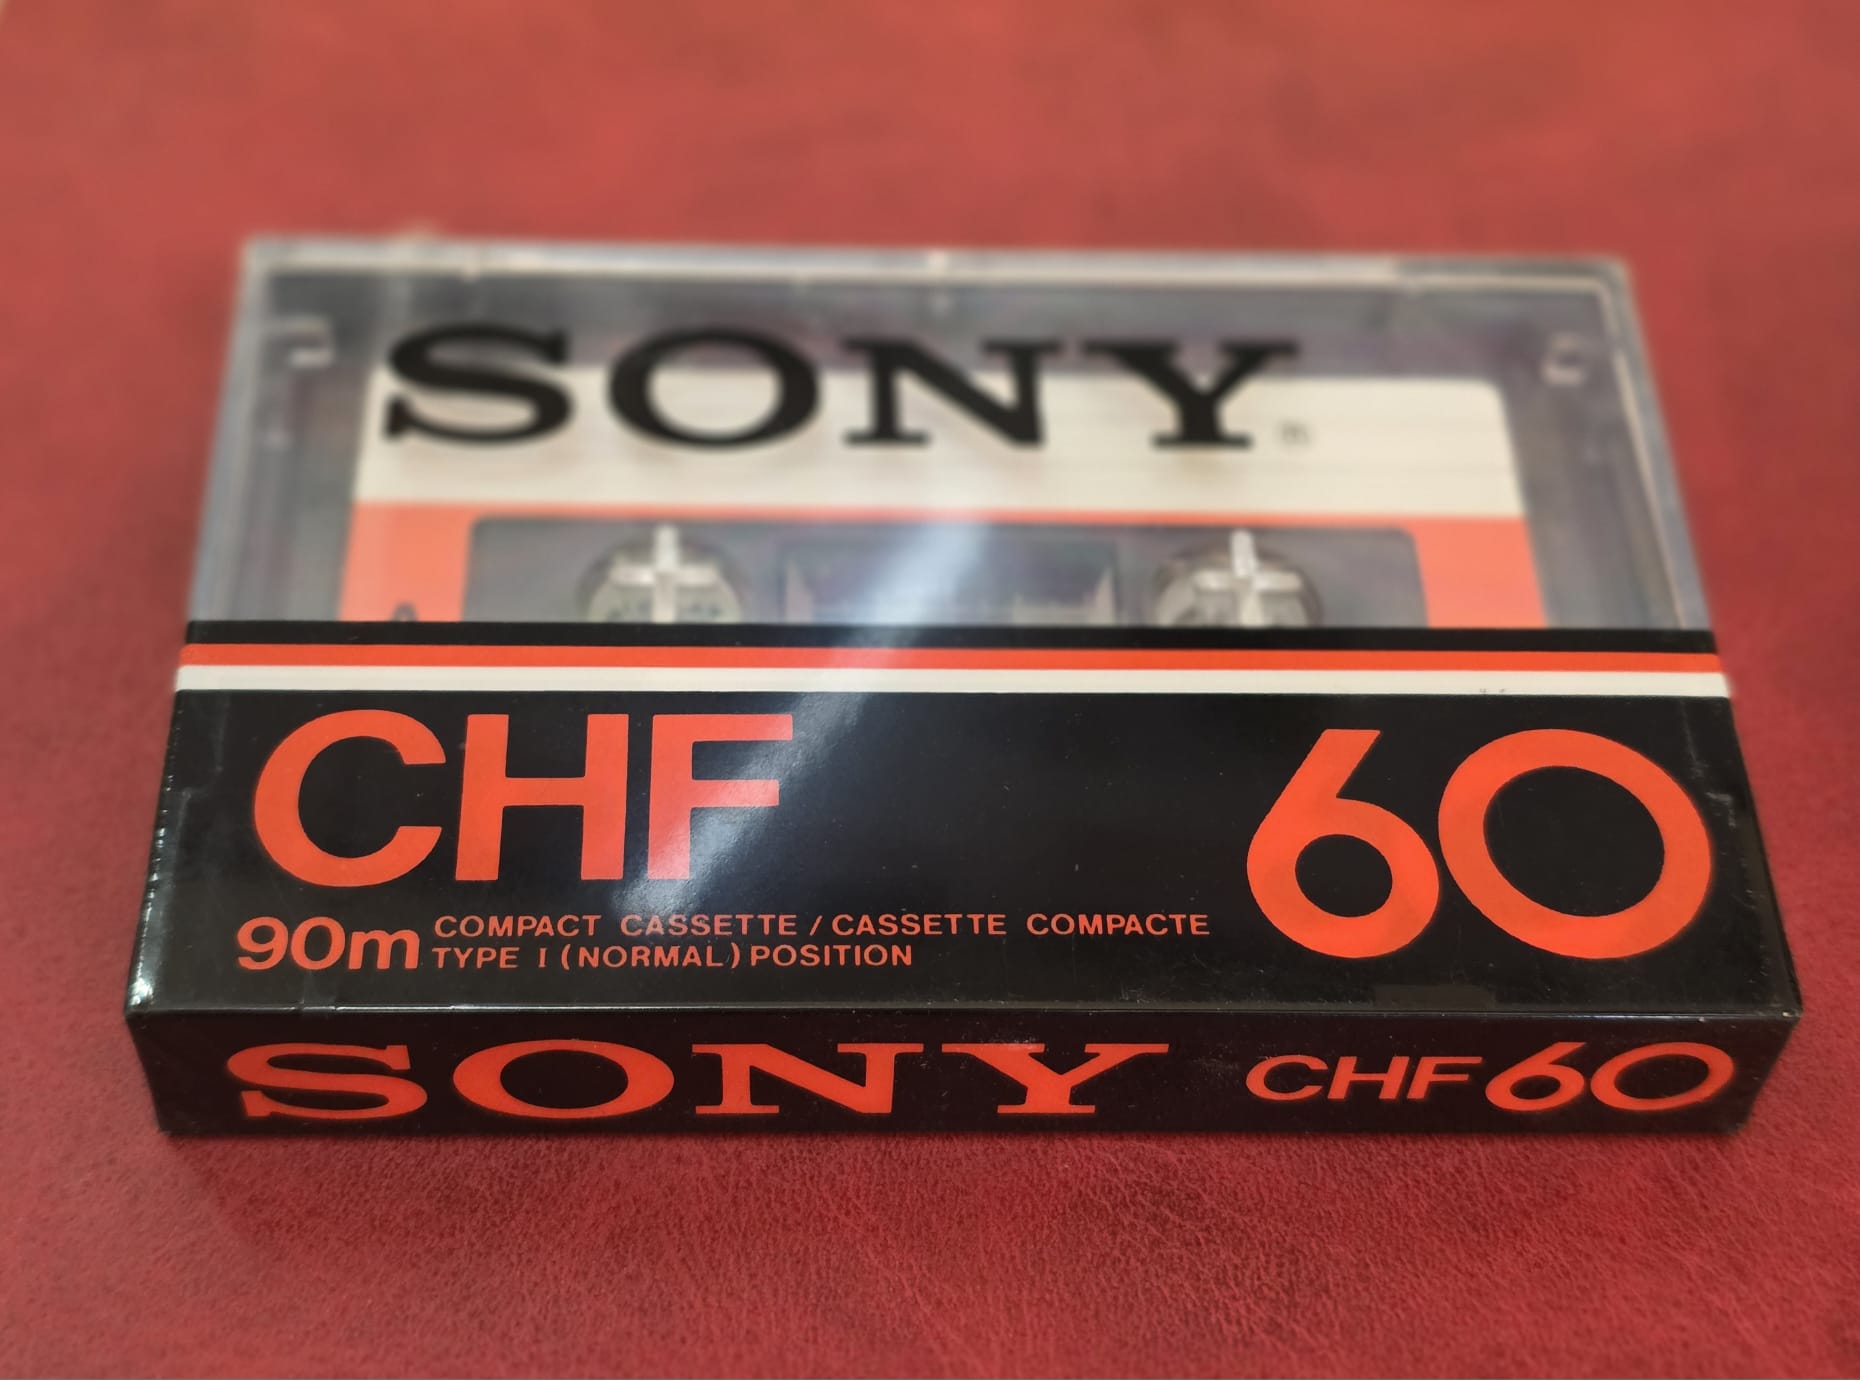 SONY®
CHF 60
90m COMPACT CASSETTE / CASSETTE COMPACTE
TYPE I (NORMAL) POSITION
SONY CHF 60